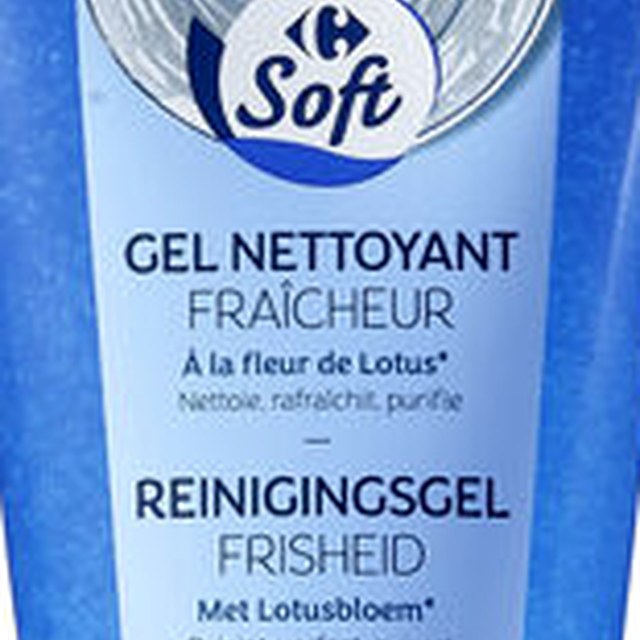 Soft
GEL NETTOYANT
FRAÎCHEUR
À la fleur de Lotus*
Nettoie, rafraîchit, purifie
—
REINIGINGSGEL
FRISHEID
Met Lotusbloem*